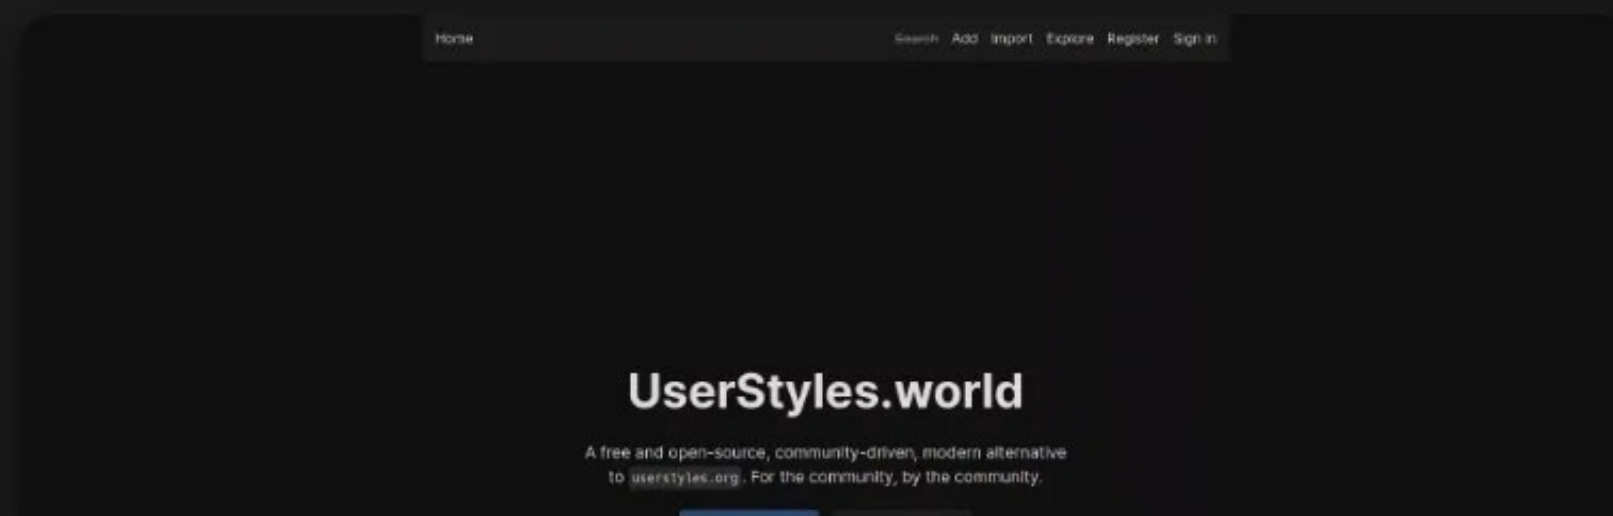 Home Search Add Import Explore Register Sign in
UserStyles.world
A free and open-source, community-driven, modern alternative
to userstyles.org. For the community, by the community.